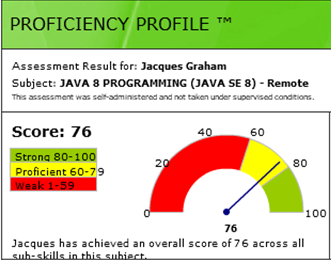 PROFICIENCY PROFILE ™
Assessment Result for: Jacques Graham
Subject: JAVA 8 PROGRAMMING (JAVA SE 8) - Remote
This assessment was self-administered and not taken under supervised conditions.
Score: 76
Strong 80-100
Proficient 60-79
Weak 1-59
0
20
40
60
80
100
76
Jacques has achieved an overall score of 76 across all
sub-skills in this subject.